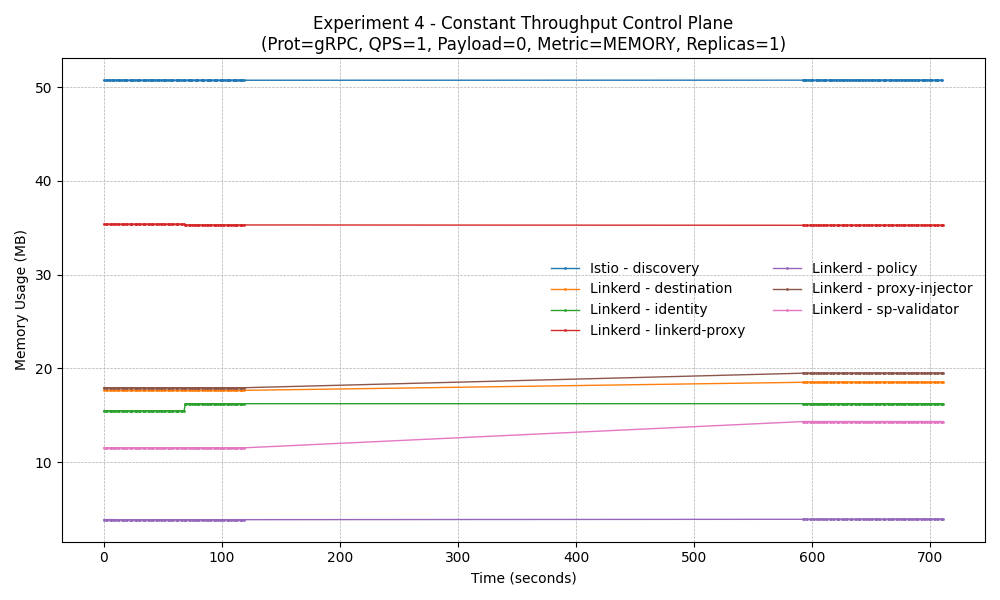 Experiment 4 - Constant Throughput Control Plane
(Prot=gRPC, QPS=1, Payload=0, Metric=MEMORY, Replicas=1)
Memory Usage (MB)
50
40
30
20
10
Istio - discovery
Linkerd - destination
Linkerd - identity
Linkerd - linkerd-proxy
Linkerd - policy
Linkerd - proxy-injector
Linkerd - sp-validator
0 100 200 300 400 500 600 700
Time (seconds)